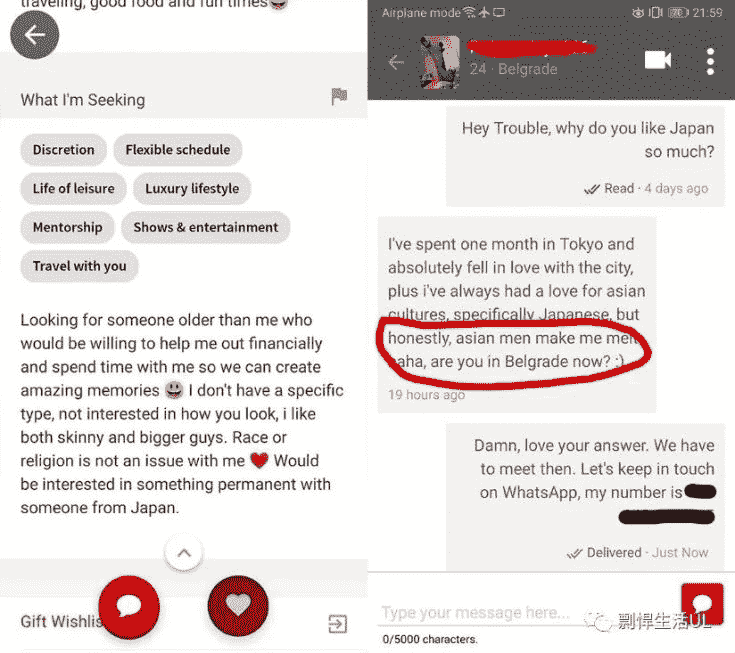 traveling, good food and fun times😃
What I'm Seeking
Discretion
Flexible schedule
Life of leisure
Luxury lifestyle
Mentorship
Shows & entertainment
Travel with you
Looking for someone older than me who
would be willing to help me out financially
and spend time with me so we can create
amazing memories 😃 I don't have a specific
type, not interested in how you look, i like
both skinny and bigger guys. Race or
religion is not an issue with me ❤️ Would
be interested in something permanent with
someone from Japan.
Gift Wishlis
Airplane mode
21:59
24 · Belgrade
Hey Trouble, why do you like Japan
so much?
Read · 4 days ago
I've spent one month in Tokyo and
absolutely fell in love with the city,
plus i've always had a love for asian
cultures, specifically Japanese, but
honestly, asian men make me melt
haha, are you in Belgrade now? :)
19 hours ago
Damn, love your answer. We have
to meet then. Let's keep in touch
on WhatsApp, my number is
Delivered · Just Now
Type your message here...
0/5000 characters.
剽悍生活UL